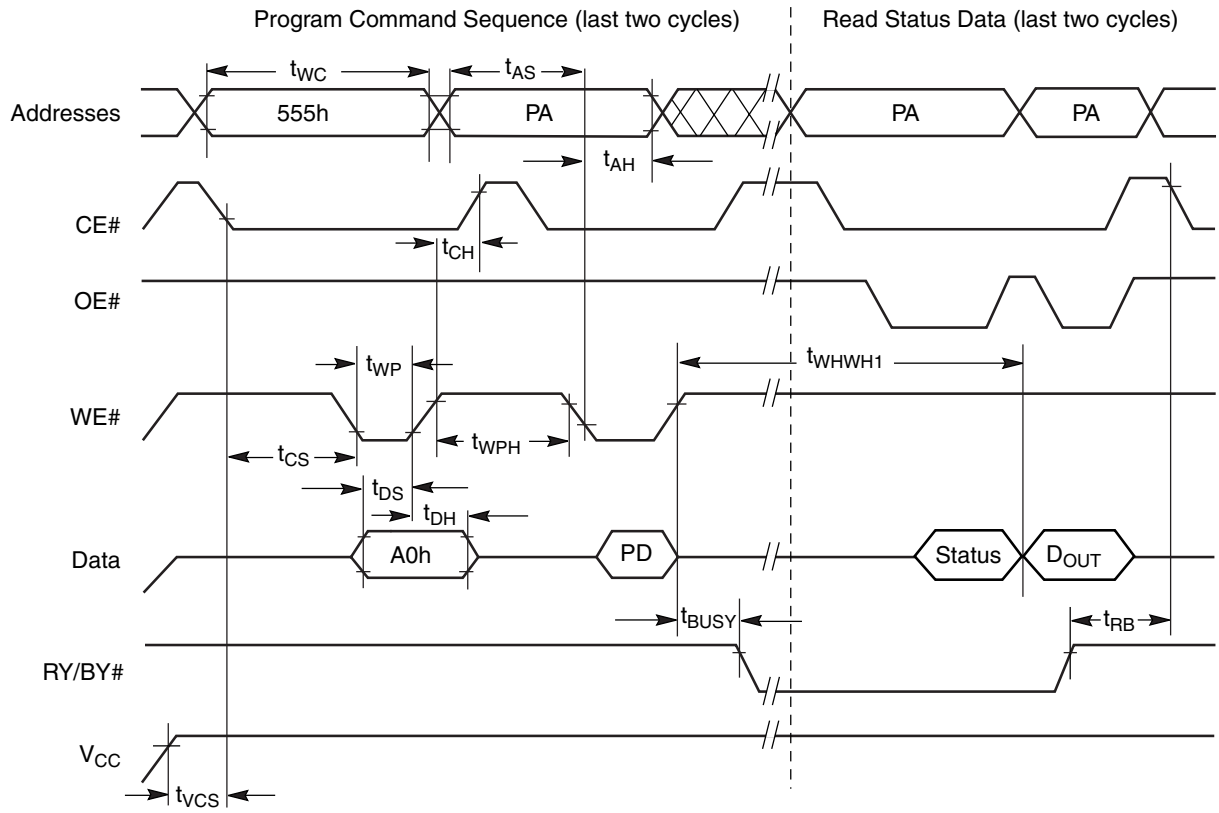 Program Command Sequence (last two cycles)
Read Status Data (last two cycles)
tWC
tAS
Addresses
555h
PA
PA
PA
tAH
CE#
tCH
OE#
tWP
tWHWH1
WE#
tCS
tWPH
tDS
tDH
Data
A0h
PD
Status
DOUT
tBUSY
tRB
RY/BY#
VCC
tVCS